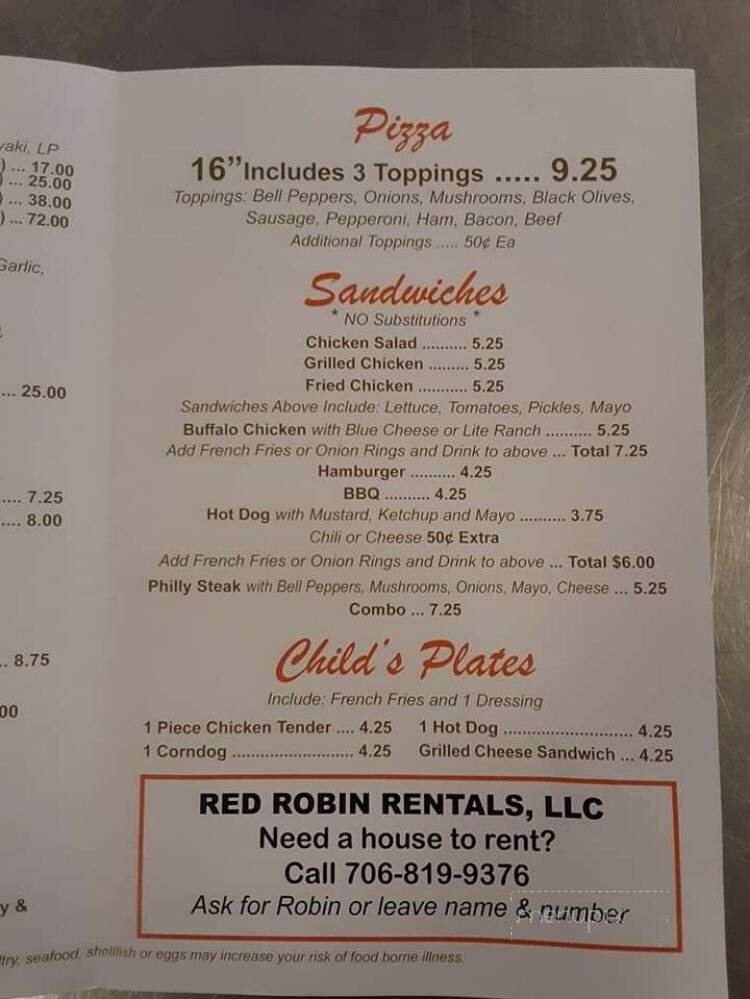 yaki, LP
) ... 17.00
) ... 25.00
) ... 38.00
) ... 72.00
Garlic,
... 25.00
.... 7.25
.... 8.00
.. 8.75
00
y &
Pizza
16” Includes 3 Toppings ..... 9.25
Toppings: Bell Peppers, Onions, Mushrooms, Black Olives,
Sausage, Pepperoni, Ham, Bacon, Beef
Additional Toppings ..... 50¢ Ea
Sandwiches
* NO Substitutions *
Chicken Salad .......... 5.25
Grilled Chicken ......... 5.25
Fried Chicken ........... 5.25
Sandwiches Above Include: Lettuce, Tomatoes, Pickles, Mayo
Buffalo Chicken with Blue Cheese or Lite Ranch .......... 5.25
Add French Fries or Onion Rings and Drink to above ... Total 7.25
Hamburger .......... 4.25
BBQ .......... 4.25
Hot Dog with Mustard, Ketchup and Mayo .......... 3.75
Chili or Cheese 50¢ Extra
Add French Fries or Onion Rings and Drink to above ... Total $6.00
Philly Steak with Bell Peppers, Mushrooms, Onions, Mayo, Cheese ... 5.25
Combo ... 7.25
Child's Plates
Include: French Fries and 1 Dressing
1 Piece Chicken Tender .... 4.25 1 Hot Dog ............................ 4.25
1 Corndog .......................... 4.25 Grilled Cheese Sandwich ... 4.25
RED ROBIN RENTALS, LLC
Need a house to rent?
Call 706-819-9376
Ask for Robin or leave name & number
ltry, seafood, shellfish or eggs may increase your risk of food borne illness.